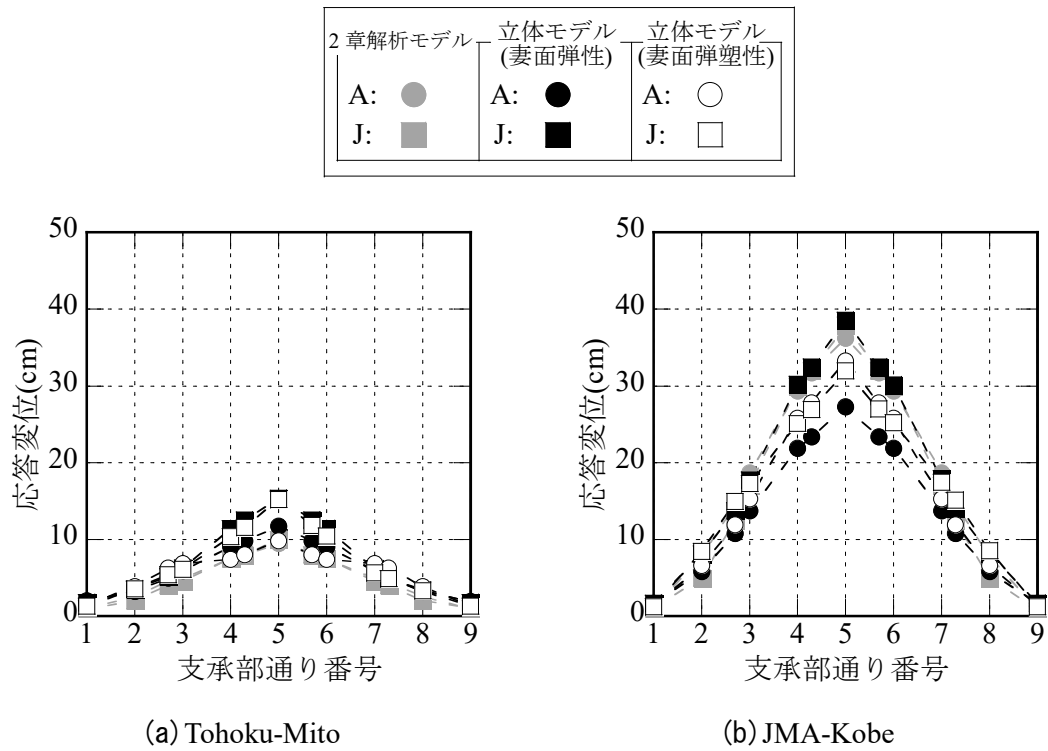 2 章解析モデル 立体モデル(妻面弾性) 立体モデル(妻面弾塑性)
A: A: A:
J: J: J:
50 50
40 40
30 30
20 20
10 10
0 0
1 2 3 4 5 6 7 8 9 1 2 3 4 5 6 7 8 9
応答変位(cm) 応答変位(cm)
支承部通り番号 支承部通り番号
(a) Tohoku-Mito (b) JMA-Kobe